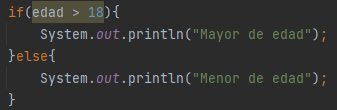 if(edad > 18){
    System.out.println("Mayor de edad");
}else{
    System.out.println("Menor de edad");
}